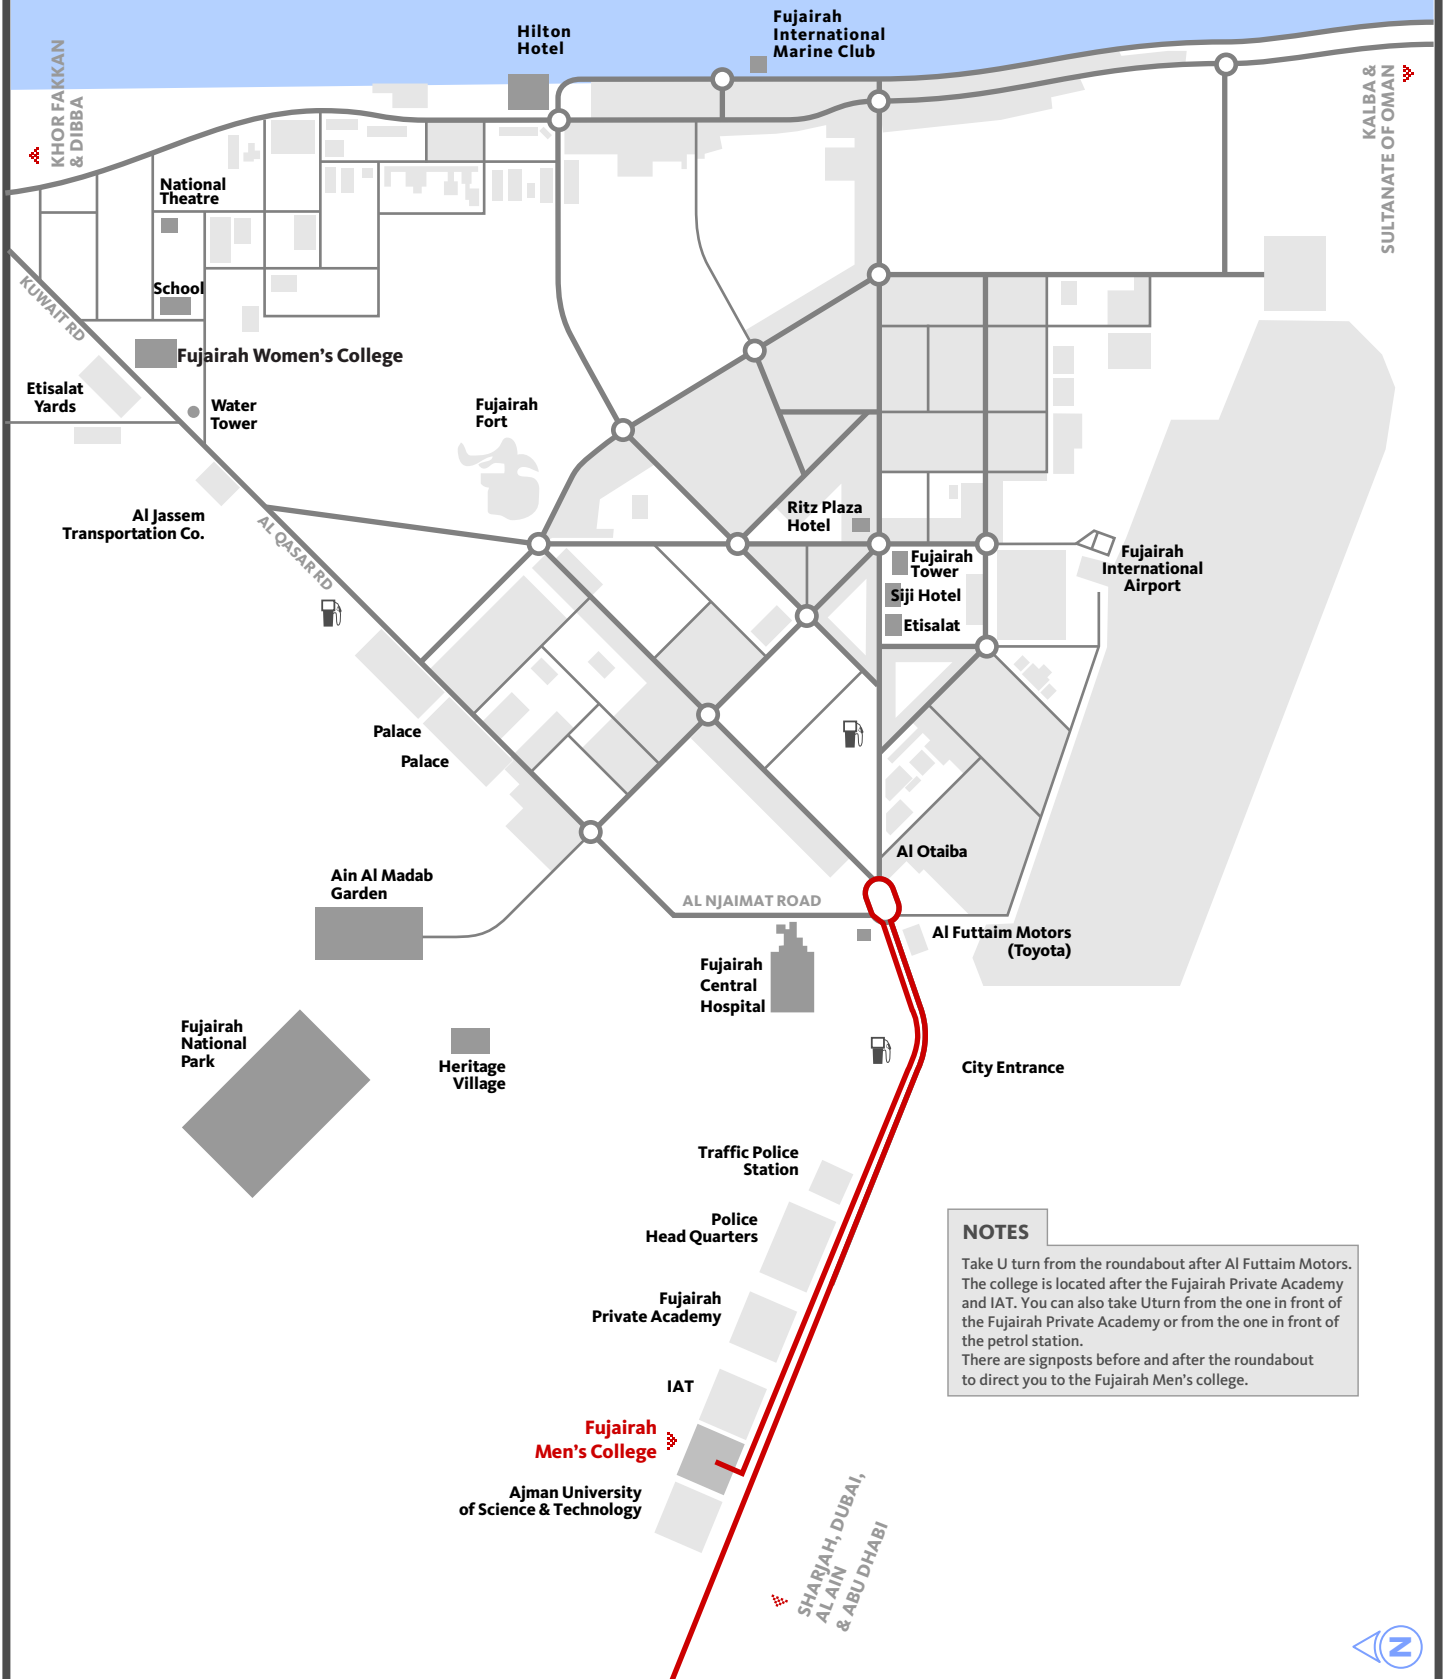 Hilton
Hotel
Fujairah
International
Marine Club
KHOR FAKKAN
& DIBBA
KALBA &
SULTANATE OF OMAN
National
Theatre
School
KUWAIT RD
Fujairah Women's College
Etisalat
Yards
Water
Tower
Fujairah
Fort
Al Jassem
Transportation Co.
AL QASAR RD
Ritz Plaza
Hotel
Fujairah
Tower
Siji Hotel
Etisalat
Fujairah
International
Airport
Palace
Palace
Al Otaiba
Ain Al Madab
Garden
AL NJAIMAT ROAD
Al Futtaim Motors
(Toyota)
Fujairah
Central
Hospital
Fujairah
National
Park
Heritage
Village
City Entrance
Traffic Police
Station
Police
Head Quarters
Fujairah
Private Academy
IAT
Fujairah
Men's College
Ajman University
of Science & Technology
NOTES
Take U turn from the roundabout after Al Futtaim Motors.
The college is located after the Fujairah Private Academy
and IAT. You can also take Uturn from the one in front of
the Fujairah Private Academy or from the one in front of
the petrol station.
There are signposts before and after the roundabout
to direct you to the Fujairah Men's college.
SHARJAH, DUBAI,
AL AIN
& ABU DHABI
N